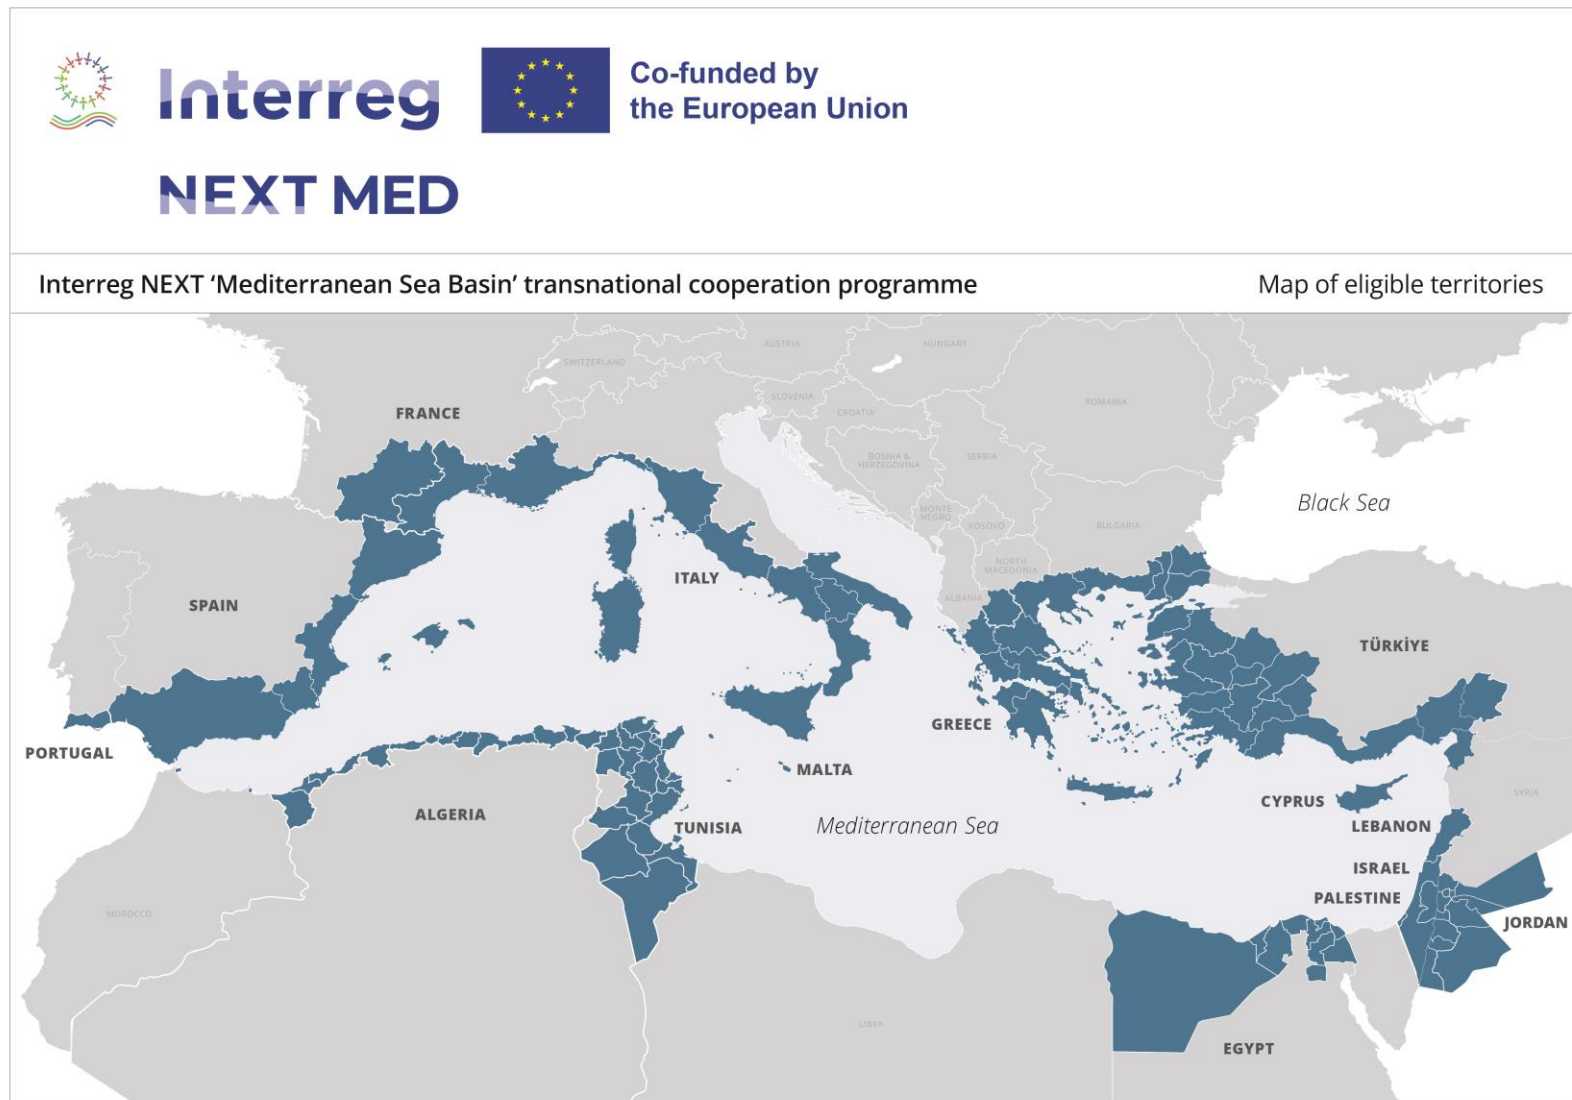 Interreg
Co-funded by
the European Union
NEXT MED
Interreg NEXT ‘Mediterranean Sea Basin’ transnational cooperation programme
Map of eligible territories
AUSTRIA
HUNGARY
SWITZERLAND
SLOVENIA
ROMANIA
FRANCE
CROATIA
BOSNIA &
HERZEGOVINA
SERBIA
Black Sea
MONTE
NEGRO
KOSOVO
BULGARIA
NORTH
MACEDONIA
ITALY
ALBANIA
SPAIN
TÜRKİYE
GREECE
PORTUGAL
MALTA
SYRIA
CYPRUS
ALGERIA
TUNISIA
Mediterranean Sea
LEBANON
ISRAEL
PALESTINE
MOROCCO
JORDAN
LIBYA
EGYPT